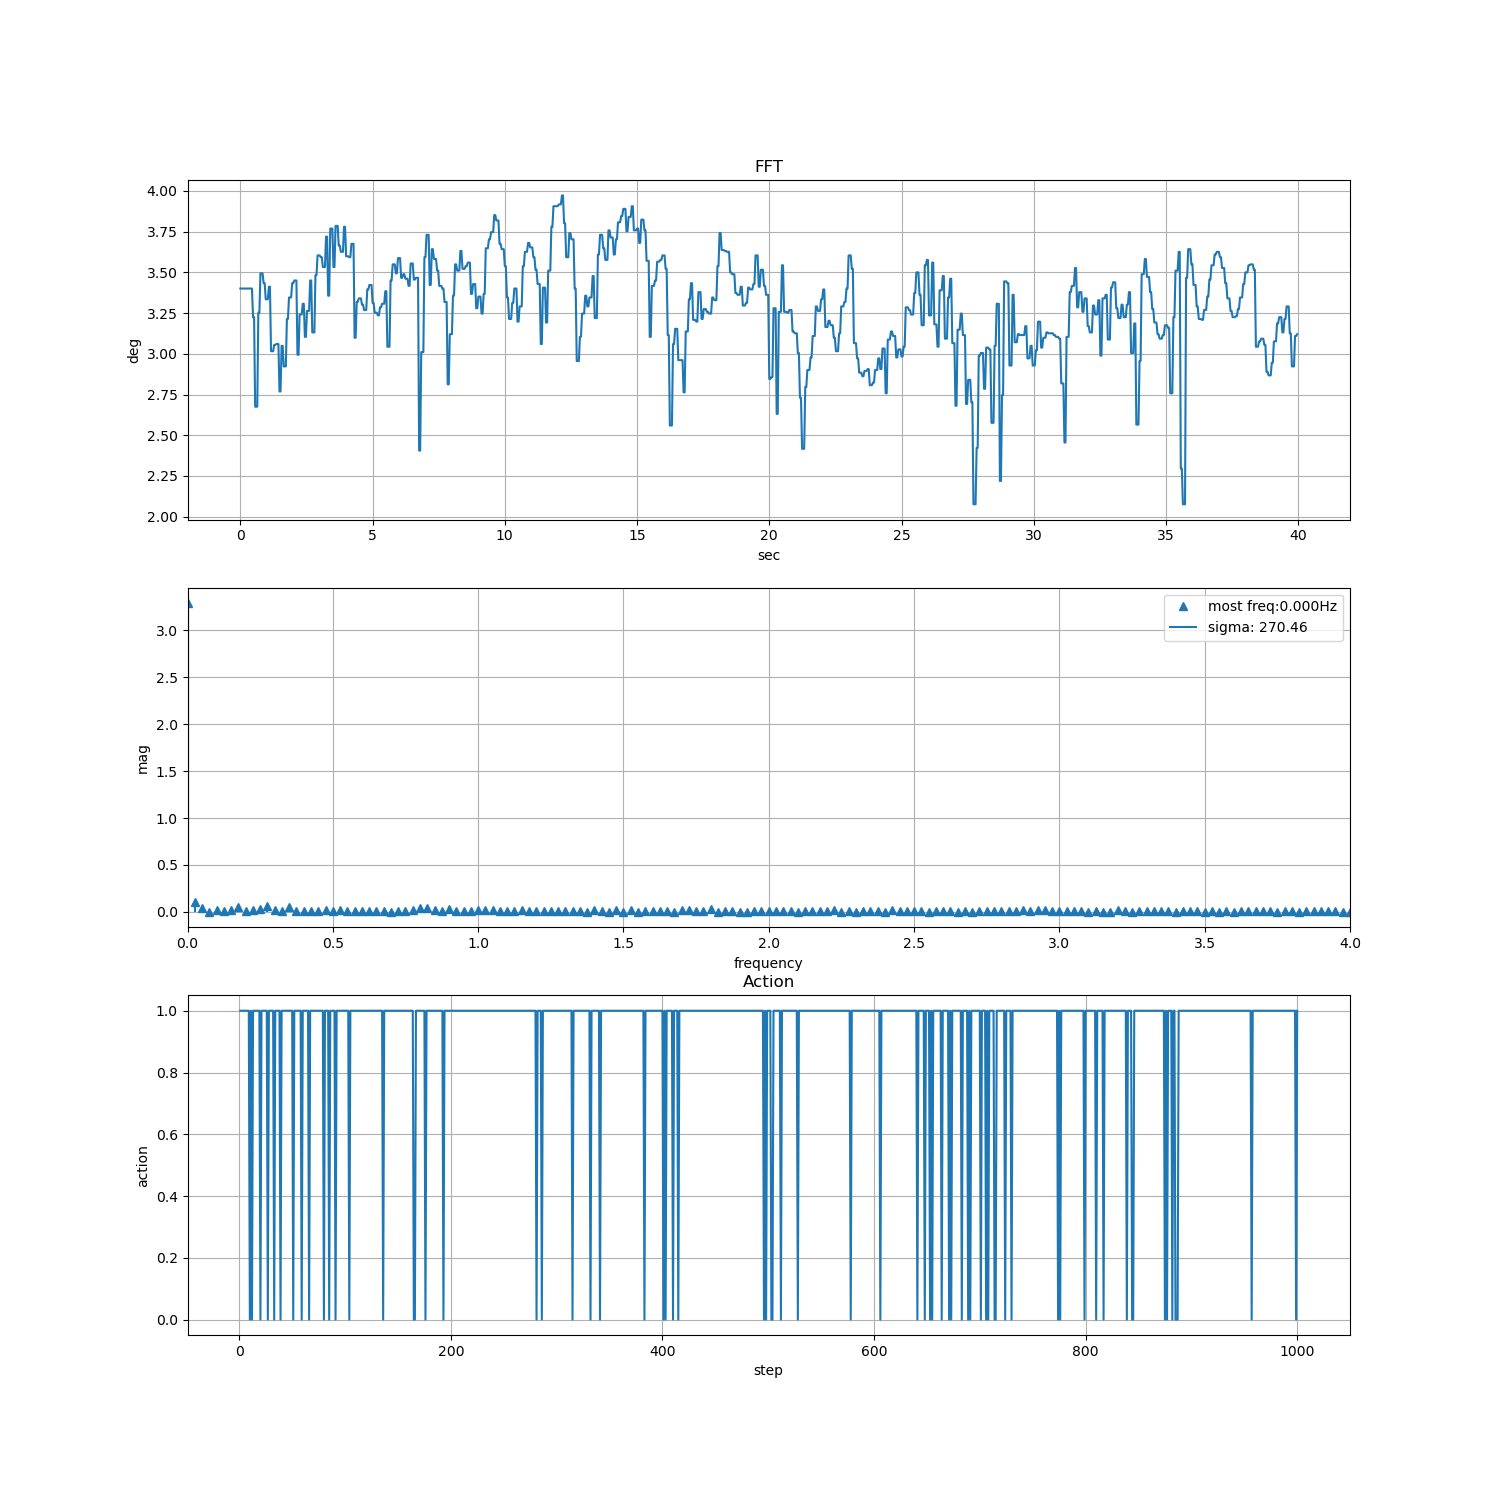 FFT
4.00
3.75
3.50
3.25
3.00
2.75
2.50
2.25
2.00
deg
0 5 10 15 20 25 30 35 40
sec
most freq:0.000Hz
sigma: 270.46
3.0
2.5
2.0
1.5
1.0
0.5
0.0
mag
0.0 0.5 1.0 1.5 2.0 2.5 3.0 3.5 4.0
frequency
Action
1.0
0.8
0.6
0.4
0.2
0.0
action
0 200 400 600 800 1000
step